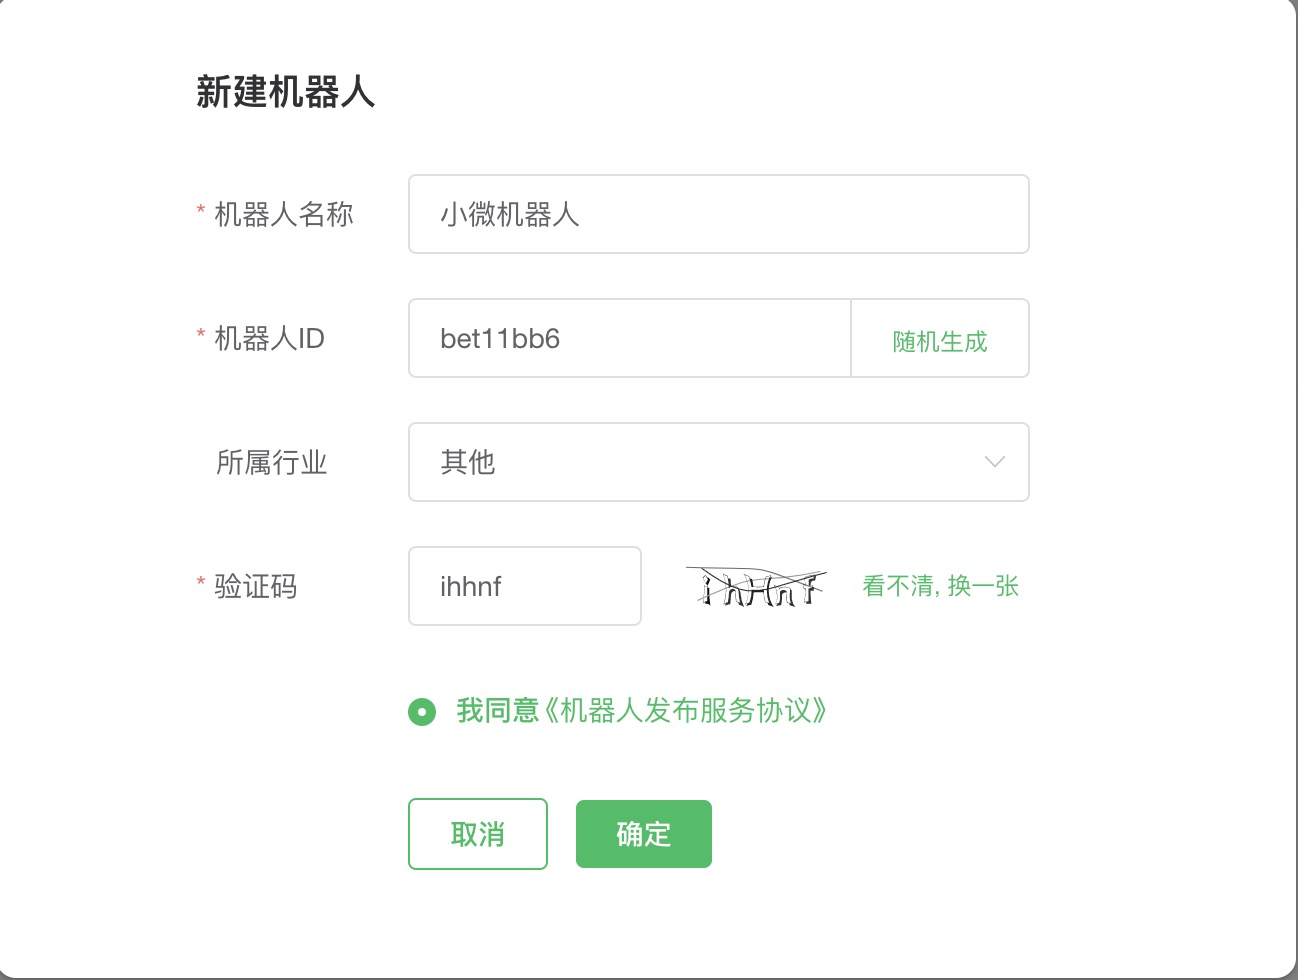 新建机器人
* 机器人名称 小微机器人
* 机器人ID bet11bb6 随机生成
所属行业 其他
* 验证码 ihhnf ihHnf 看不清, 换一张
我同意《机器人发布服务协议》
取消 确定